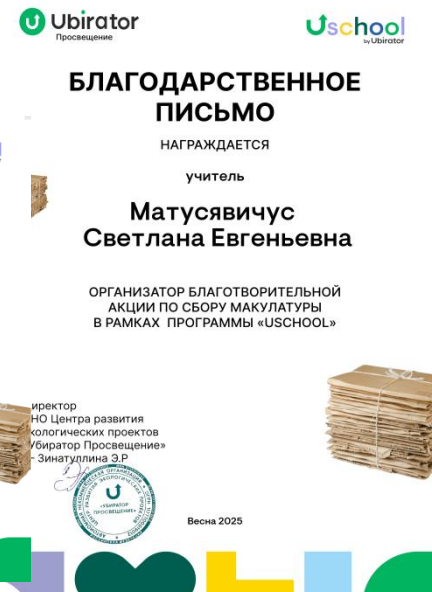 Ubirator
Просвещение
Uschool
by Ubirator
БЛАГОДАРСТВЕННОЕ
ПИСЬМО
НАГРАЖДАЕТСЯ
учитель
Матусявичус
Светлана Евгеньевна
ОРГАНИЗАТОР БЛАГОТВОРИТЕЛЬНОЙ
АКЦИИ ПО СБОРУ МАКУЛАТУРЫ
В РАМКАХ ПРОГРАММЫ «USCHOOL»
иректор
НО Центра развития
кологических проектов
Убиратор Просвещение»
- Зинатуллина Э.Р
«УБИРАТОР
ПРОСВЕЩЕНИЕ»
Весна 2025